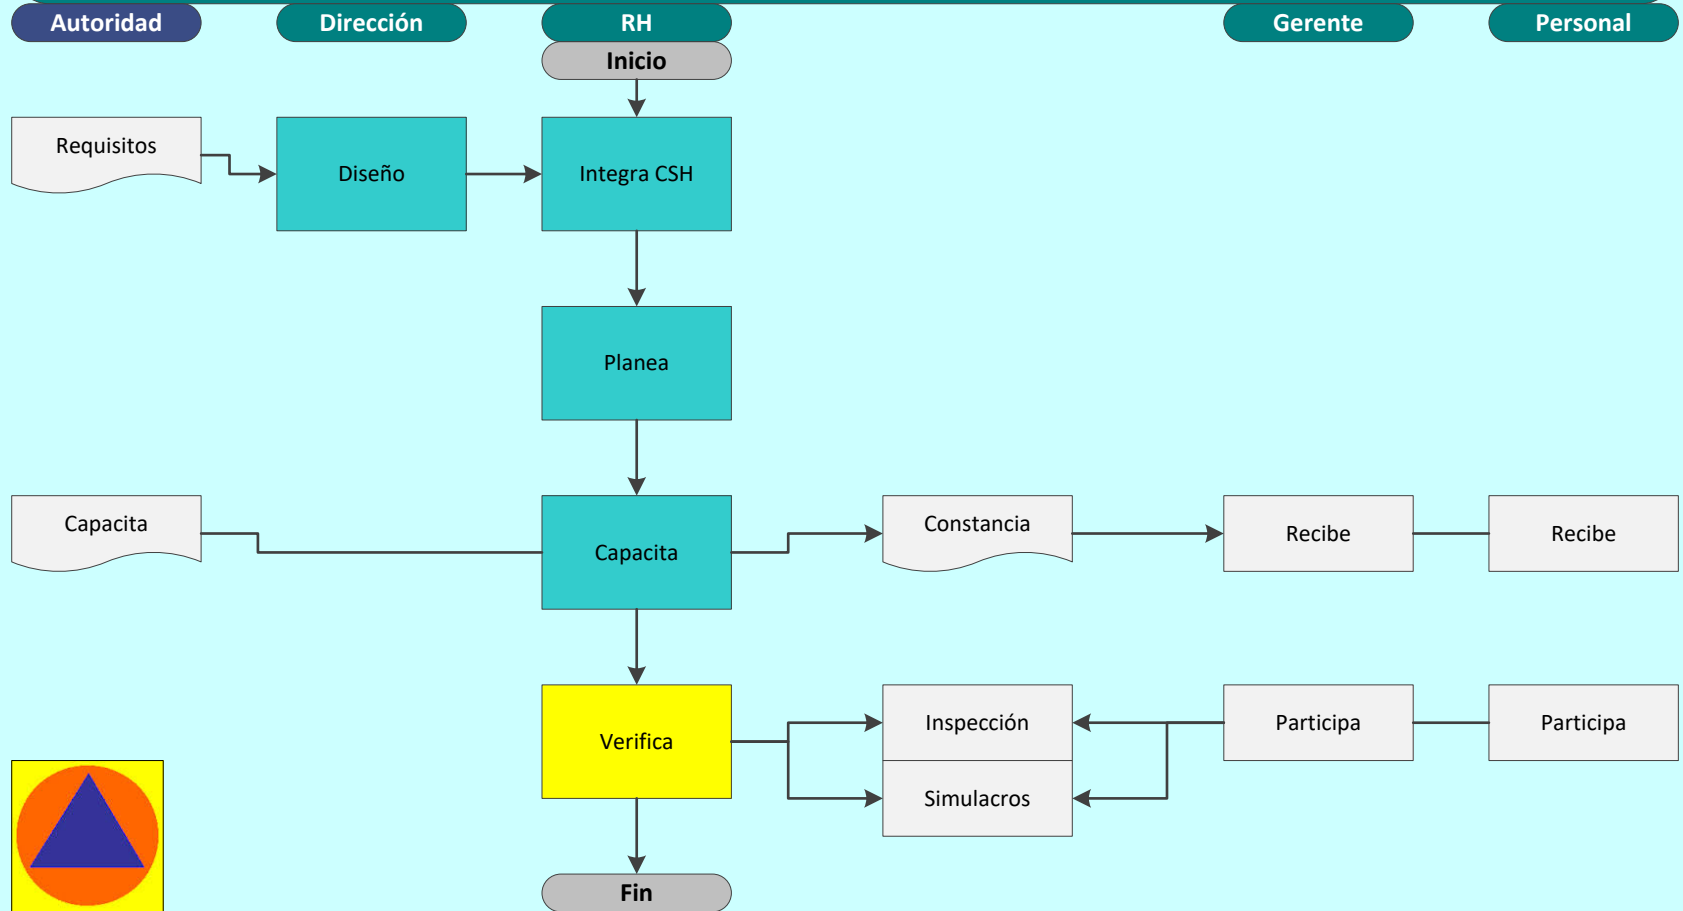 Autoridad
Dirección
RH
Gerente
Personal
Inicio
Requisitos
Diseño
Integra CSH
Planea
Capacita
Capacita
Constancia
Recibe
Recibe
Verifica
Inspección
Participa
Participa
Simulacros
Fin